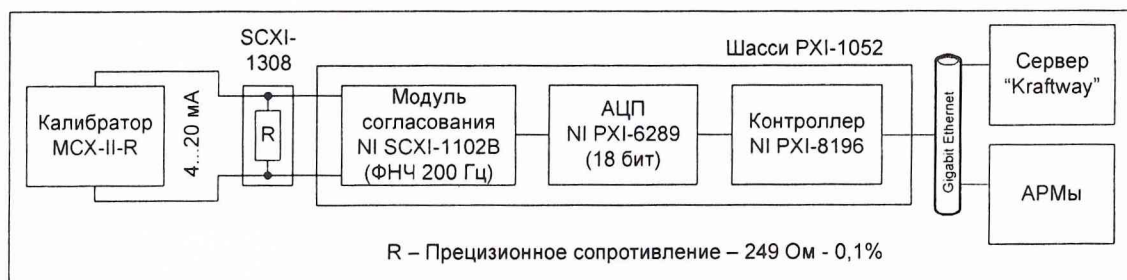 SCXI-
1308
Шасси PXI-1052
Калибратор
MCX-II-R
4...20 мА
R
Модуль
согласования
NI SCXI-1102B
(ФНЧ 200 Гц)
АЦП
NI PXI-6289
(18 бит)
Контроллер
NI PXI-8196
Gigabit Ethernet
Сервер
“Kraftway”
АРМы
R – Прецизионное сопротивление – 249 Ом - 0,1%